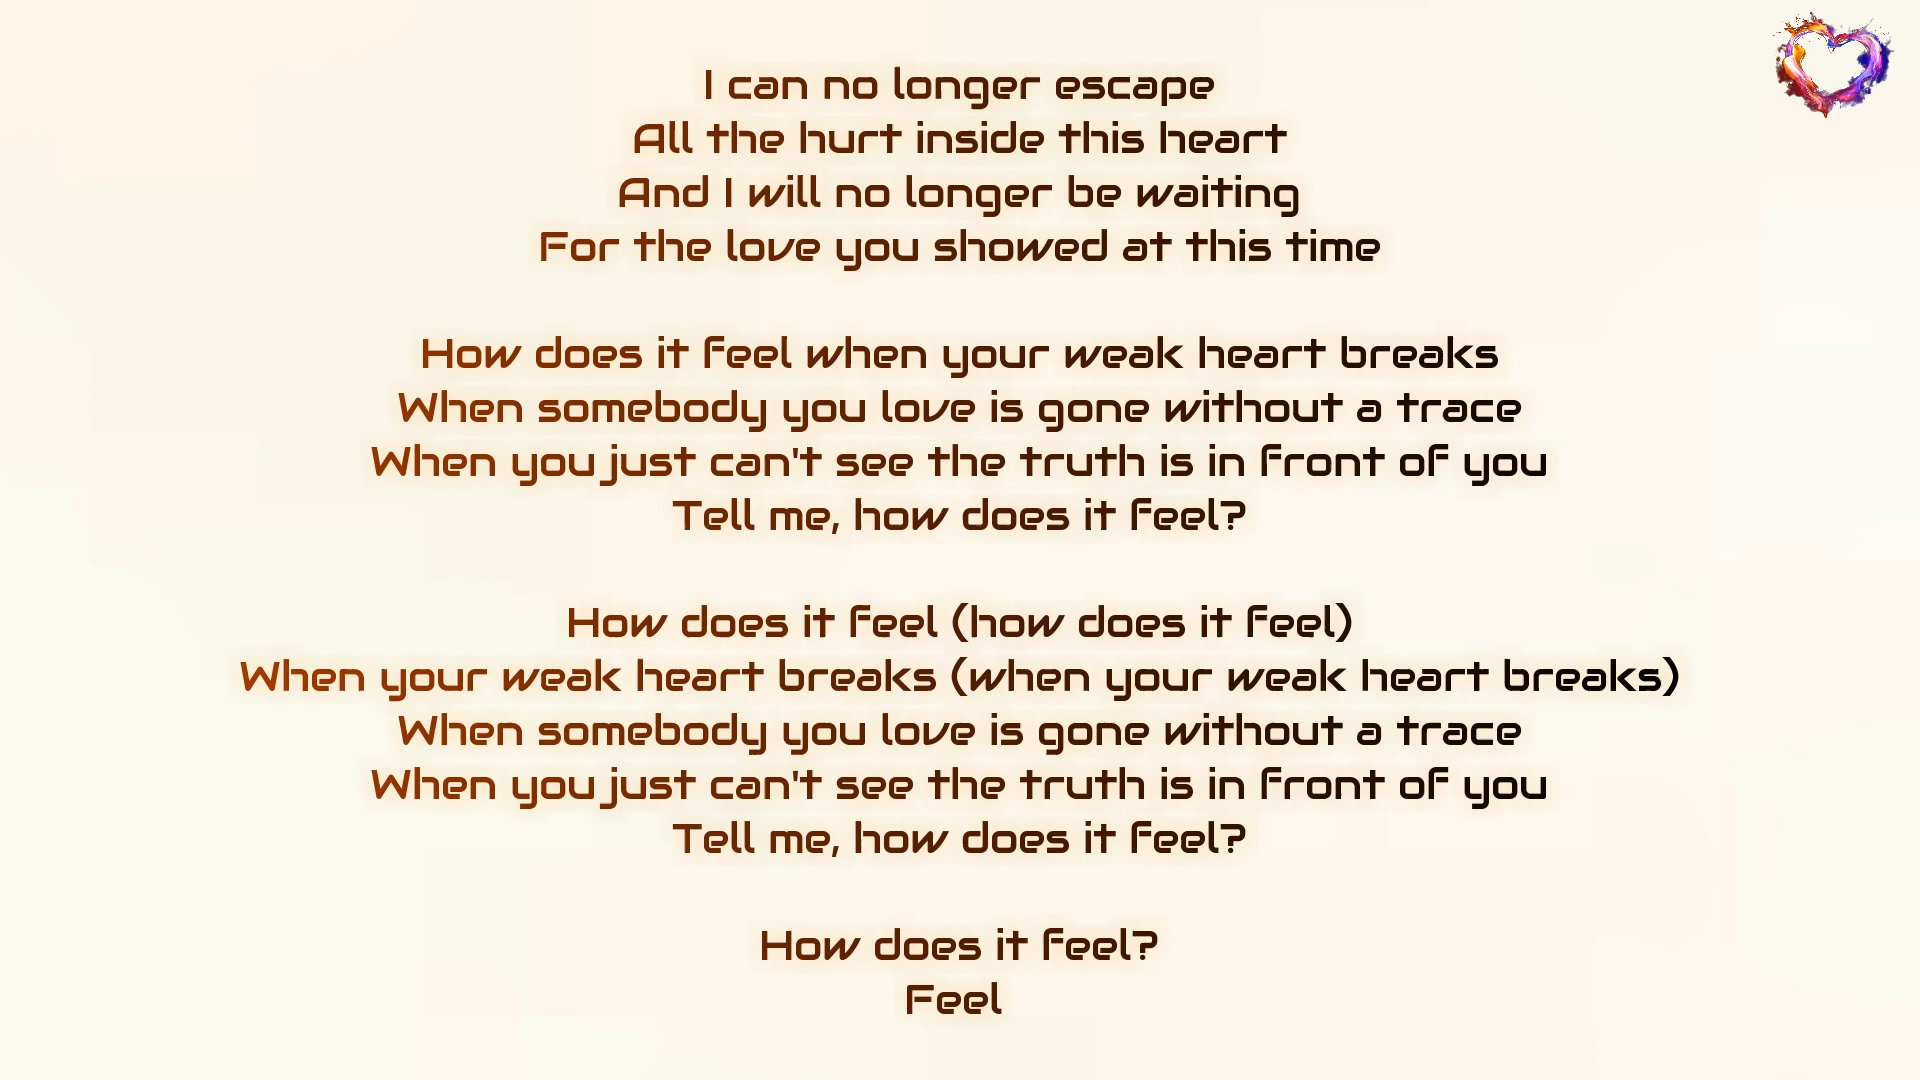 I can no longer escape
All the hurt inside this heart
And I will no longer be waiting
For the love you showed at this time
How does it feel when your weak heart breaks
When somebody you love is gone without a trace
When you just can't see the truth is in front of you
Tell me, how does it feel?
How does it feel (how does it feel)
When your weak heart breaks (when your weak heart breaks)
When somebody you love is gone without a trace
When you just can't see the truth is in front of you
Tell me, how does it feel?
How does it feel?
Feel